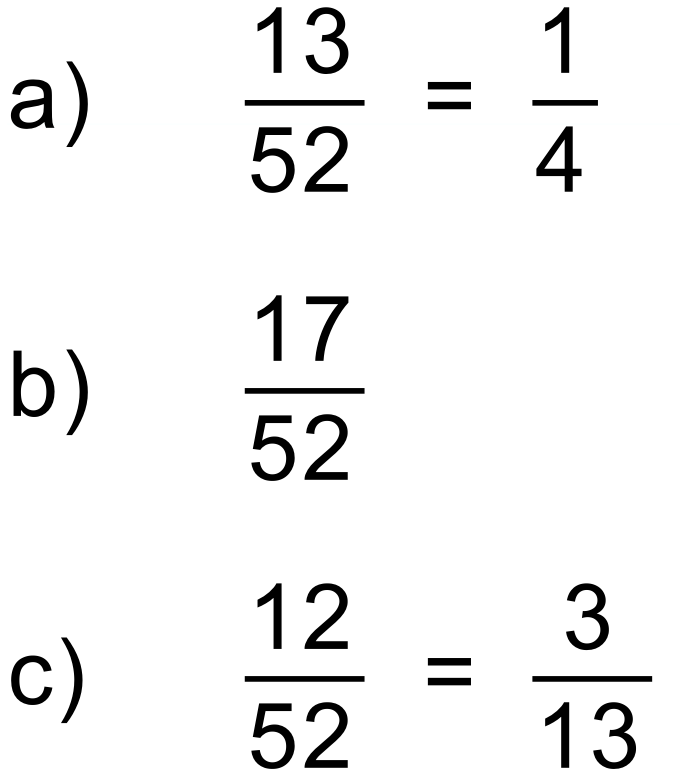 a) 13/52 = 1/4
b) 17/52
c) 12/52 = 3/13